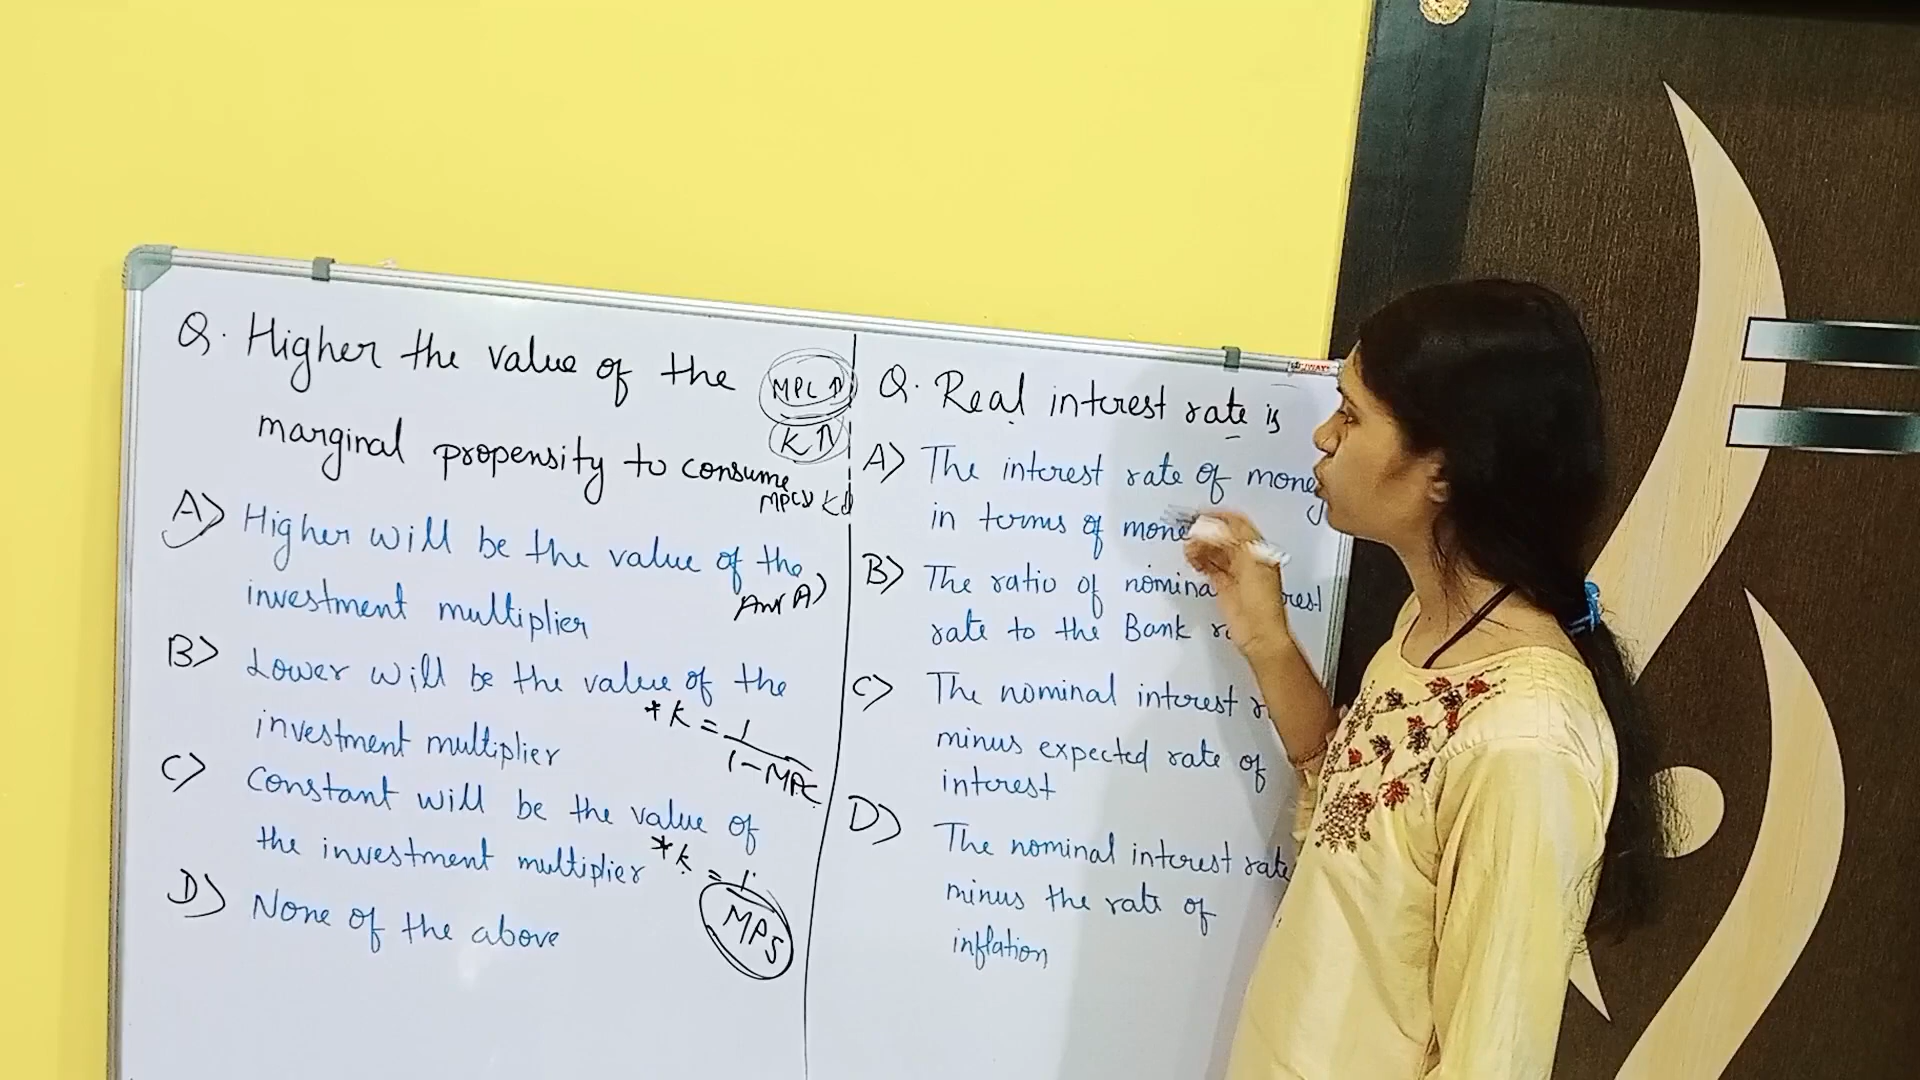 Q. Higher the value of the
marginal propensity to consume
MPC ↑
K ↑
MPC↓ K↓
A) Higher will be the value of the
investment multiplier
Ans A)
B) Lower will be the value of the
investment multiplier
* K = 1
1 - MPC
C) Constant will be the value of
the investment multiplier
* K = 1
MPS
D) None of the above
Q. Real interest rate is
A) The interest rate of money
in terms of
B) The ratio of
rate to the Bank
C) The nominal interest
minus expected rate of
interest
D) The nominal interest rate
minus the rate of
inflation